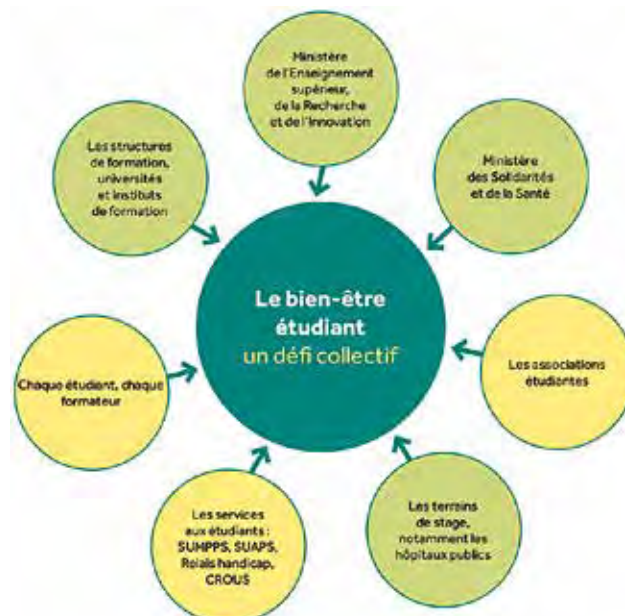 Ministère
de l'Enseignement
supérieur,
de la Recherche
et de l'Innovation
Les structures
de formation,
universités
et instituts
de formation
Ministère
des Solidarités
et de la Santé
Le bien-être
étudiant
un défi collectif
Chaque étudiant, chaque
formateur
Les associations
étudiantes
Les services
aux étudiants :
SUMPPS, SUAPS,
Relais handicap,
CROUS
Les terrains
de stage,
notamment les
hôpitaux publics